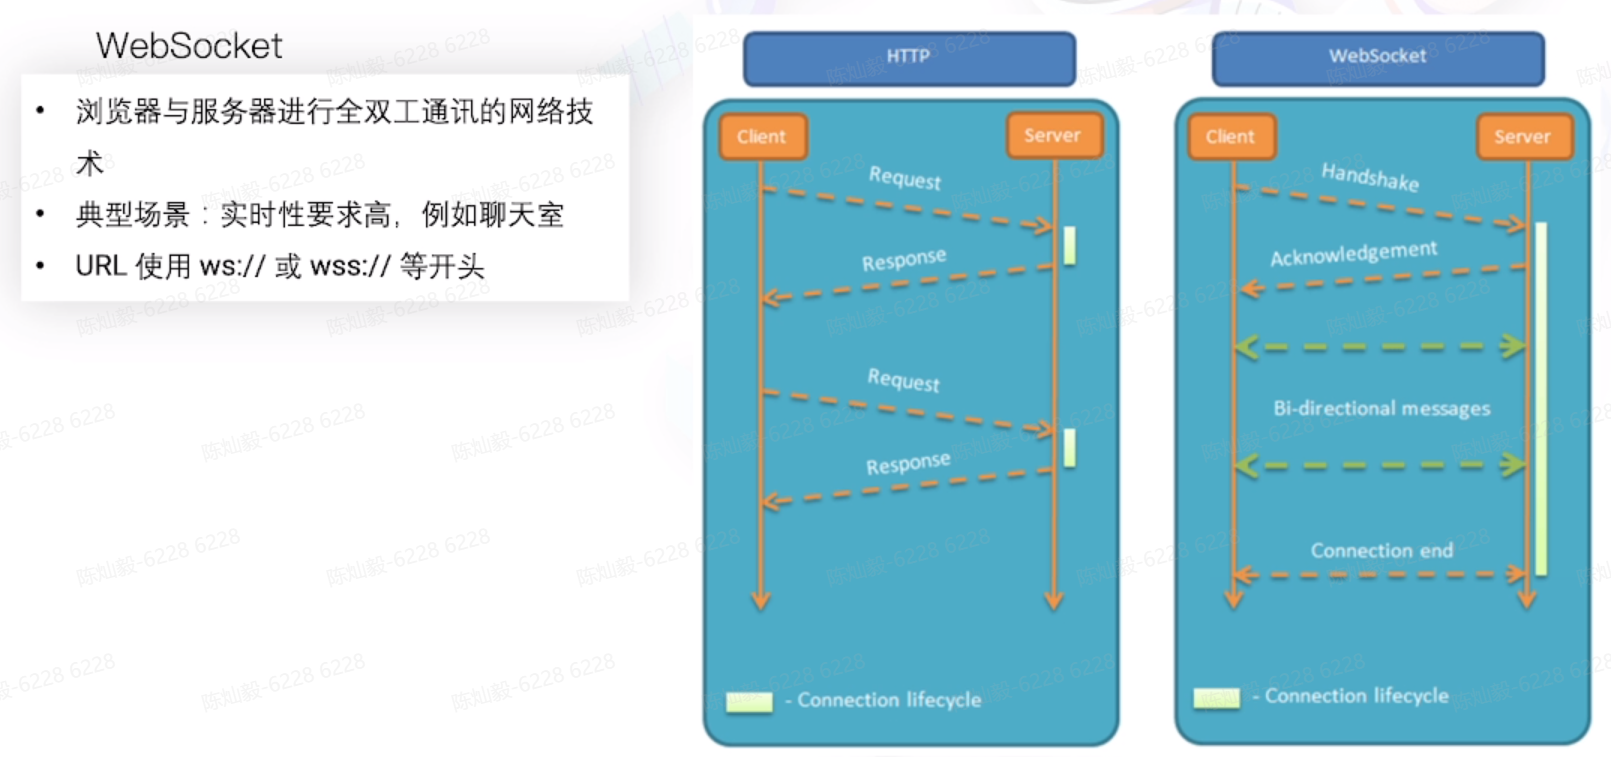 WebSocket
• 浏览器与服务器进行全双工通讯的网络技
术
• 典型场景：实时性要求高，例如聊天室
• URL 使用 ws:// 或 wss:// 等开头
HTTP
Client
Server
Request
Response
Request
Response
- Connection lifecycle
WebSocket
Client
Server
Handshake
Acknowledgement
Bi-directional messages
Connection end
- Connection lifecycle
陈灿毅-6228 6228